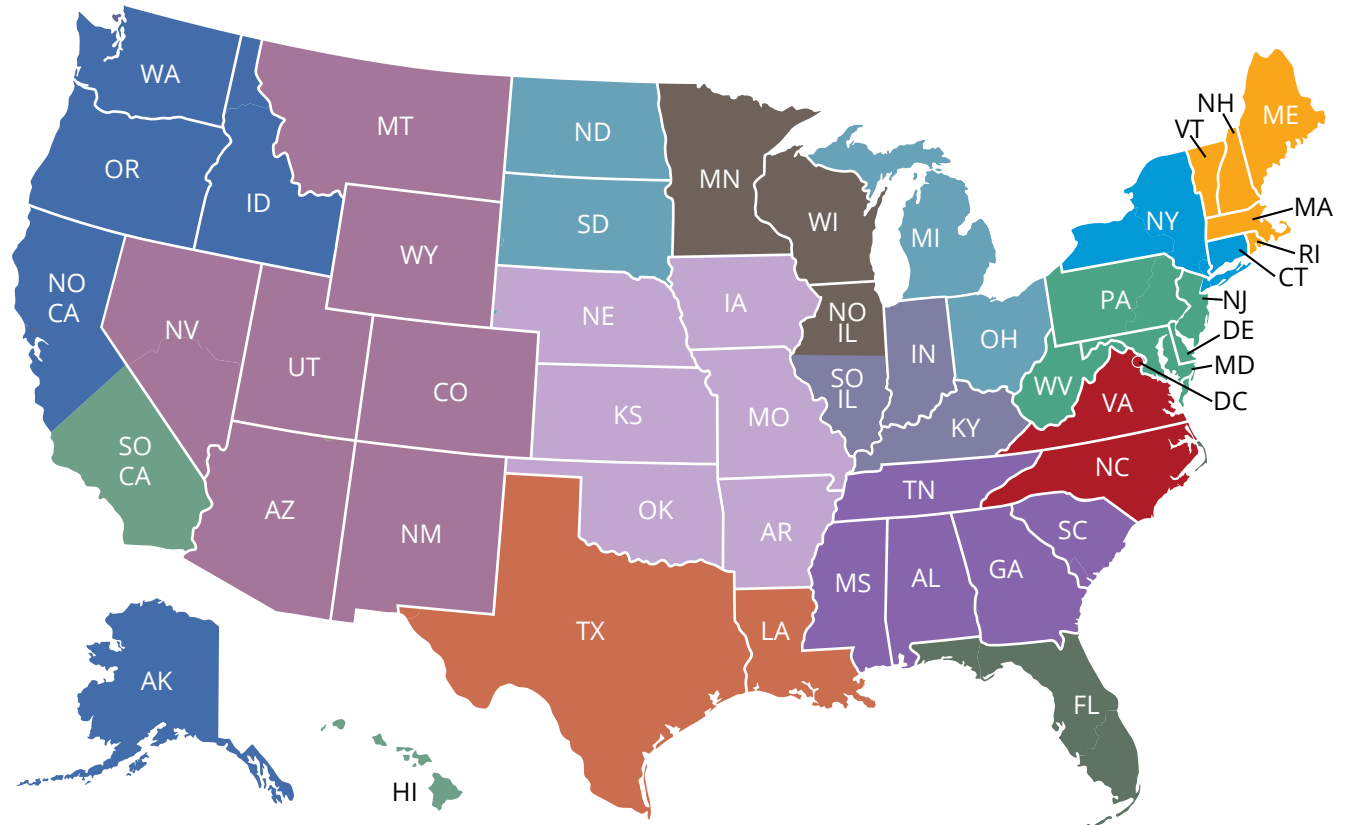 WA
MT
ND
MN
OR
ID
SD
WI
MI
NH
VT
ME
NY
MA
RI
CT
WY
NO
CA
NV
UT
CO
NE
IA
NO
IL
IN
OH
PA
NJ
DE
MD
DC
SO
IL
WV
VA
KS
MO
KY
SO
CA
NC
TN
AZ
NM
OK
AR
SC
MS
AL
GA
TX
LA
AK
FL
HI